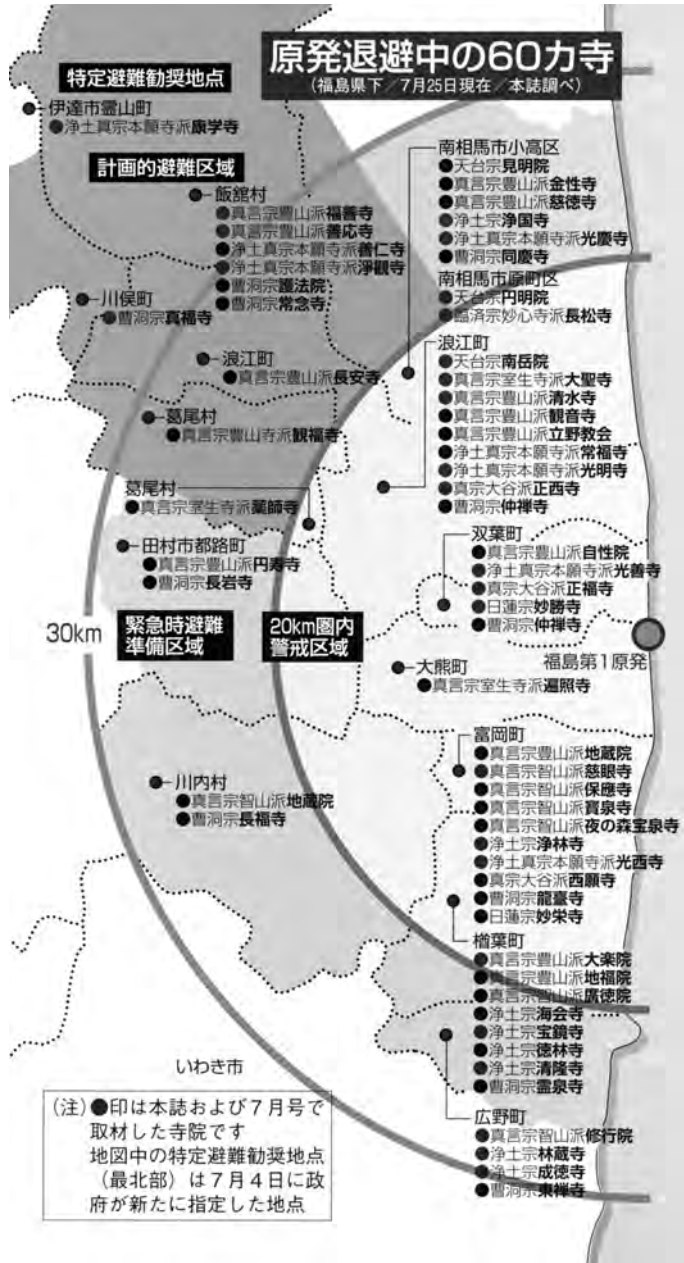 原発退避中の60カ寺
(福島県下／7月25日現在／本誌調べ)
特定避難勧奨地点
伊達市霊山町
●浄土真宗本願寺派康学寺
計画的避難区域
飯舘村
●真言宗豊山派福善寺
●真言宗豊山派善応寺
●浄土真宗本願寺派善仁寺
●浄土真宗本願寺派淨觀寺
●曹洞宗護法院
●曹洞宗常念寺
川俣町
●曹洞宗真福寺
浪江町
●真言宗豊山派長安寺
葛尾村
●真言宗豊山寺派観福寺
葛尾村
●真言宗室生寺派薬師寺
田村市都路町
●真言宗豊山派円寿寺
●曹洞宗長岩寺
30km
緊急時避難
準備区域
20km圏内
警戒区域
川内村
●真言宗智山派地蔵院
●曹洞宗長福寺
南相馬市小高区
●天台宗見明院
●真言宗豊山派金性寺
●真言宗豊山派慈徳寺
●浄土宗浄国寺
●浄土真宗本願寺派光慶寺
●曹洞宗同慶寺
南相馬市原町区
●天台宗円明院
●臨済宗妙心寺派長松寺
浪江町
●天台宗南岳院
●真言宗室生寺派大聖寺
●真言宗豊山派清水寺
●真言宗豊山派観音寺
●真言宗豊山派立野教会
●浄土真宗本願寺派常福寺
●浄土真宗本願寺派光明寺
●真宗大谷派正西寺
●曹洞宗仲禅寺
双葉町
●真言宗豊山派自性院
●浄土真宗本願寺派光善寺
●真宗大谷派正福寺
●日蓮宗妙勝寺
●曹洞宗仲禅寺
福島第1原発
大熊町
●真言宗室生寺派遍照寺
富岡町
●真言宗豊山派地蔵院
●真言宗智山派慈眼寺
●真言宗智山派保應寺
●真言宗智山派寶泉寺
●真言宗智山派夜の森宝泉寺
●浄土宗浄林寺
●浄土真宗本願寺派光西寺
●真宗大谷派西願寺
●曹洞宗龍臺寺
●日蓮宗妙栄寺
楢葉町
●真言宗豊山派大楽院
●真言宗豊山派地福院
●真言宗智山派廣徳院
●浄土宗海会寺
●浄土宗宝鏡寺
●浄土宗徳林寺
●浄土宗清隆寺
●曹洞宗霊泉寺
広野町
●真言宗智山派修行院
●浄土宗林蔵寺
●浄土宗成徳寺
●曹洞宗東禅寺
いわき市
(注)●印は本誌および7月号で
取材した寺院です
地図中の特定避難勧奨地点
(最北部)は7月4日に政
府が新たに指定した地点